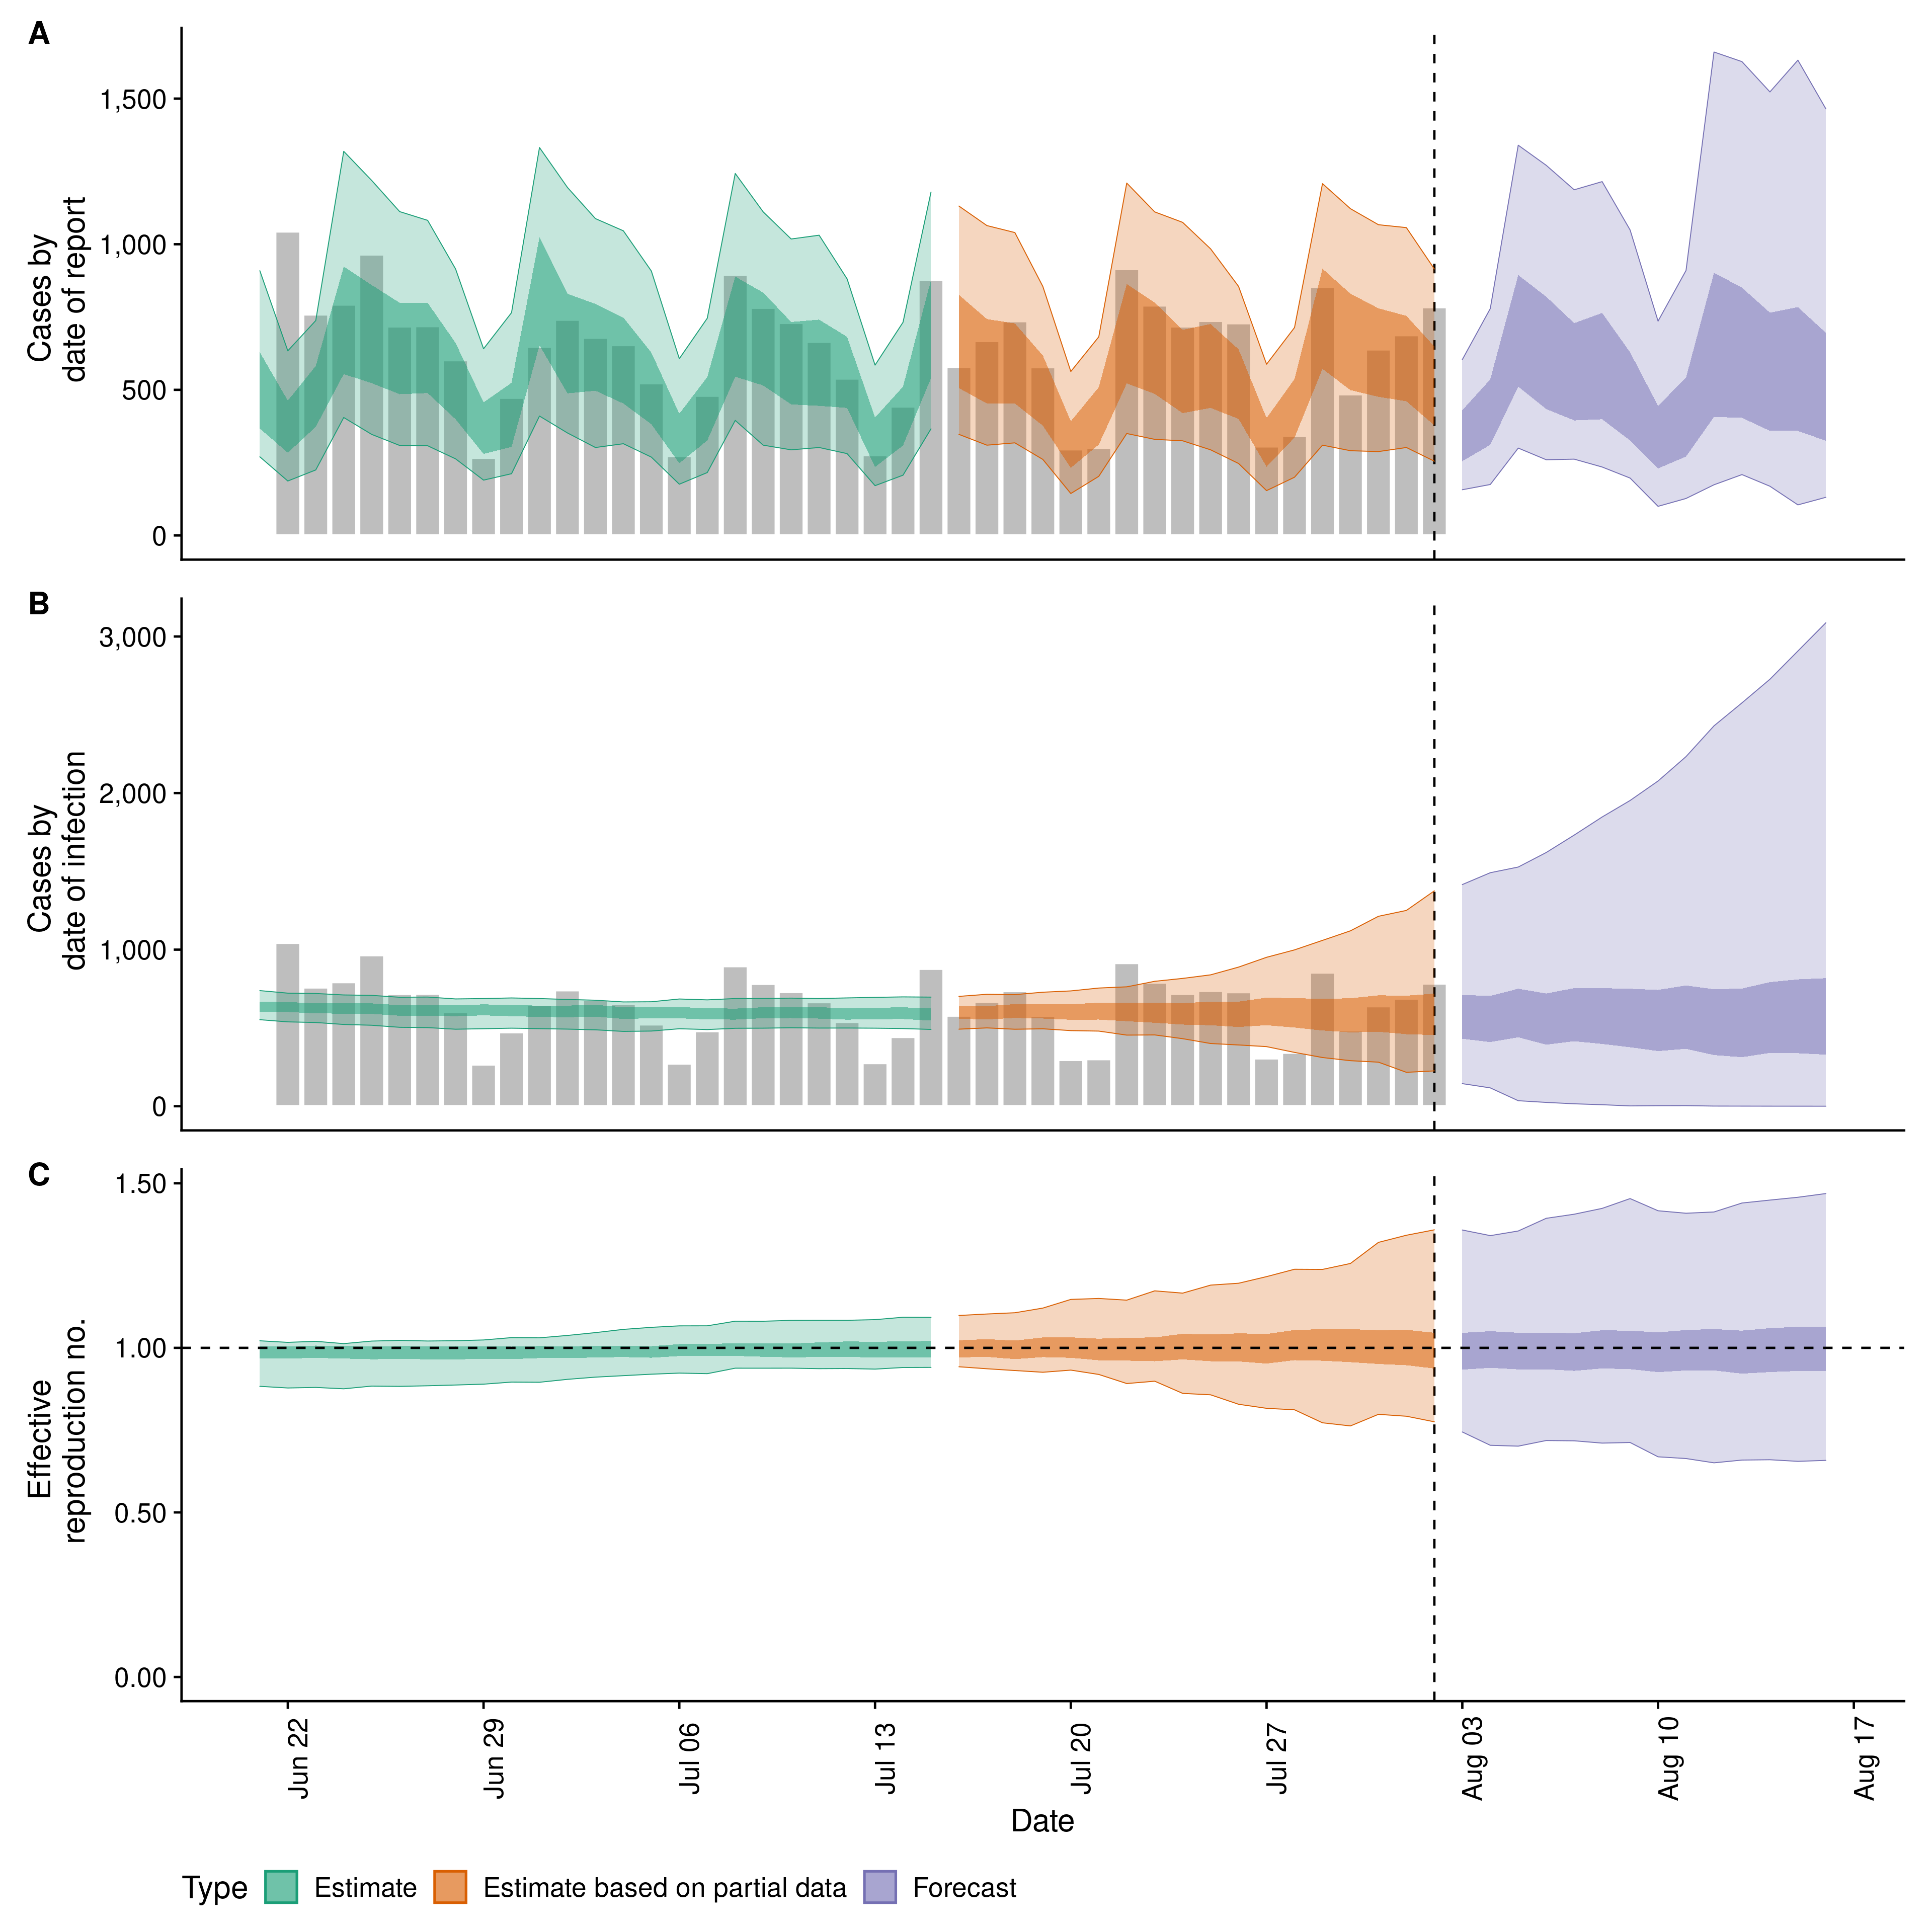 A
Cases by
date of report
1,500
1,000
500
0
B
Cases by
date of infection
3,000
2,000
1,000
0
C
Effective
reproduction no.
1.50
1.00
0.50
0.00
Jun 22
Jun 29
Jul 06
Jul 13
Jul 20
Jul 27
Aug 03
Aug 10
Aug 17
Date
Type Estimate Estimate based on partial data Forecast